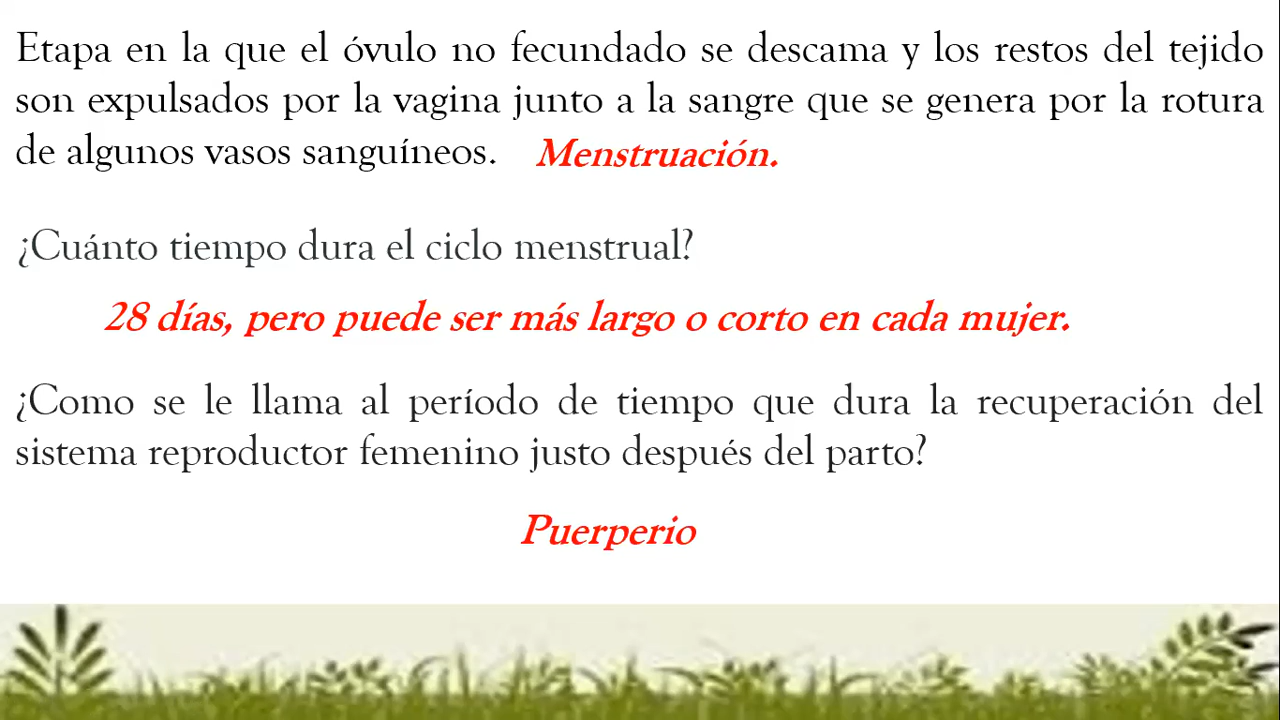 Etapa en la que el óvulo no fecundado se descama y los restos del tejido
son expulsados por la vagina junto a la sangre que se genera por la rotura
de algunos vasos sanguíneos. Menstruación.
¿Cuánto tiempo dura el ciclo menstrual?
28 días, pero puede ser más largo o corto en cada mujer.
¿Como se le llama al período de tiempo que dura la recuperación del
sistema reproductor femenino justo después del parto?
Puerperio